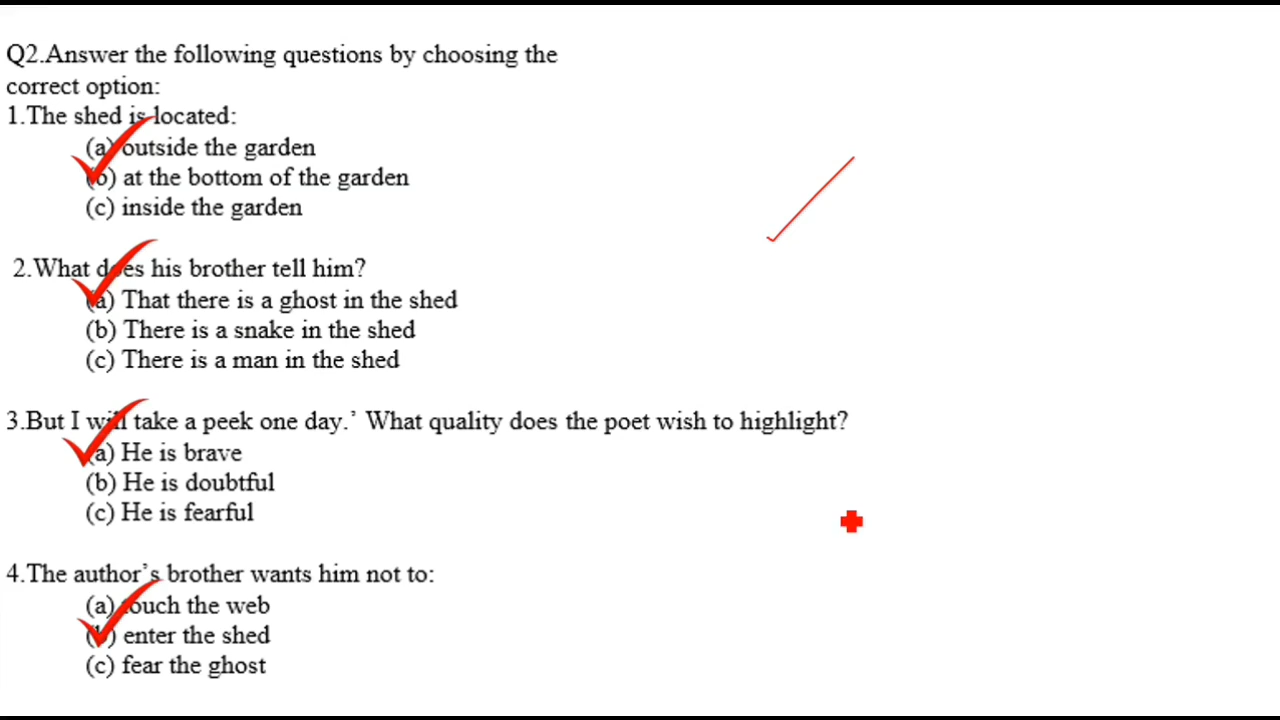 Q2.Answer the following questions by choosing the
correct option:
1.The shed is located:
(a) outside the garden
(b) at the bottom of the garden
(c) inside the garden
2.What does his brother tell him?
(a) That there is a ghost in the shed
(b) There is a snake in the shed
(c) There is a man in the shed
3.But I will take a peek one day.’ What quality does the poet wish to highlight?
(a) He is brave
(b) He is doubtful
(c) He is fearful
4.The author’s brother wants him not to:
(a) touch the web
(b) enter the shed
(c) fear the ghost